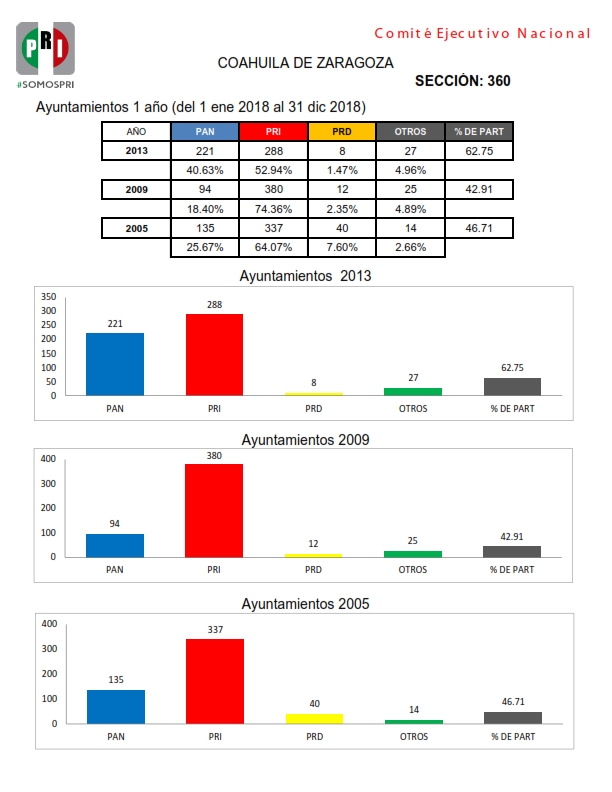 Comité Ejecutivo Nacional
PRI
#SOMOSPRI
COAHUILA DE ZARAGOZA
SECCIÓN: 360
Ayuntamientos 1 año (del 1 ene 2018 al 31 dic 2018)
AÑO PAN PRI PRD OTROS % DE PART
2013 221 288 8 27 62.75
40.63% 52.94% 1.47% 4.96%
2009 94 380 12 25 42.91
18.40% 74.36% 2.35% 4.89%
2005 135 337 40 14 46.71
25.67% 64.07% 7.60% 2.66%
Ayuntamientos 2013
350
300
250
200
150
100
50
0
221 288 8 27 62.75
PAN PRI PRD OTROS % DE PART
Ayuntamientos 2009
400
300
200
100
0
94 380 12 25 42.91
PAN PRI PRD OTROS % DE PART
Ayuntamientos 2005
400
300
200
100
0
135 337 40 14 46.71
PAN PRI PRD OTROS % DE PART